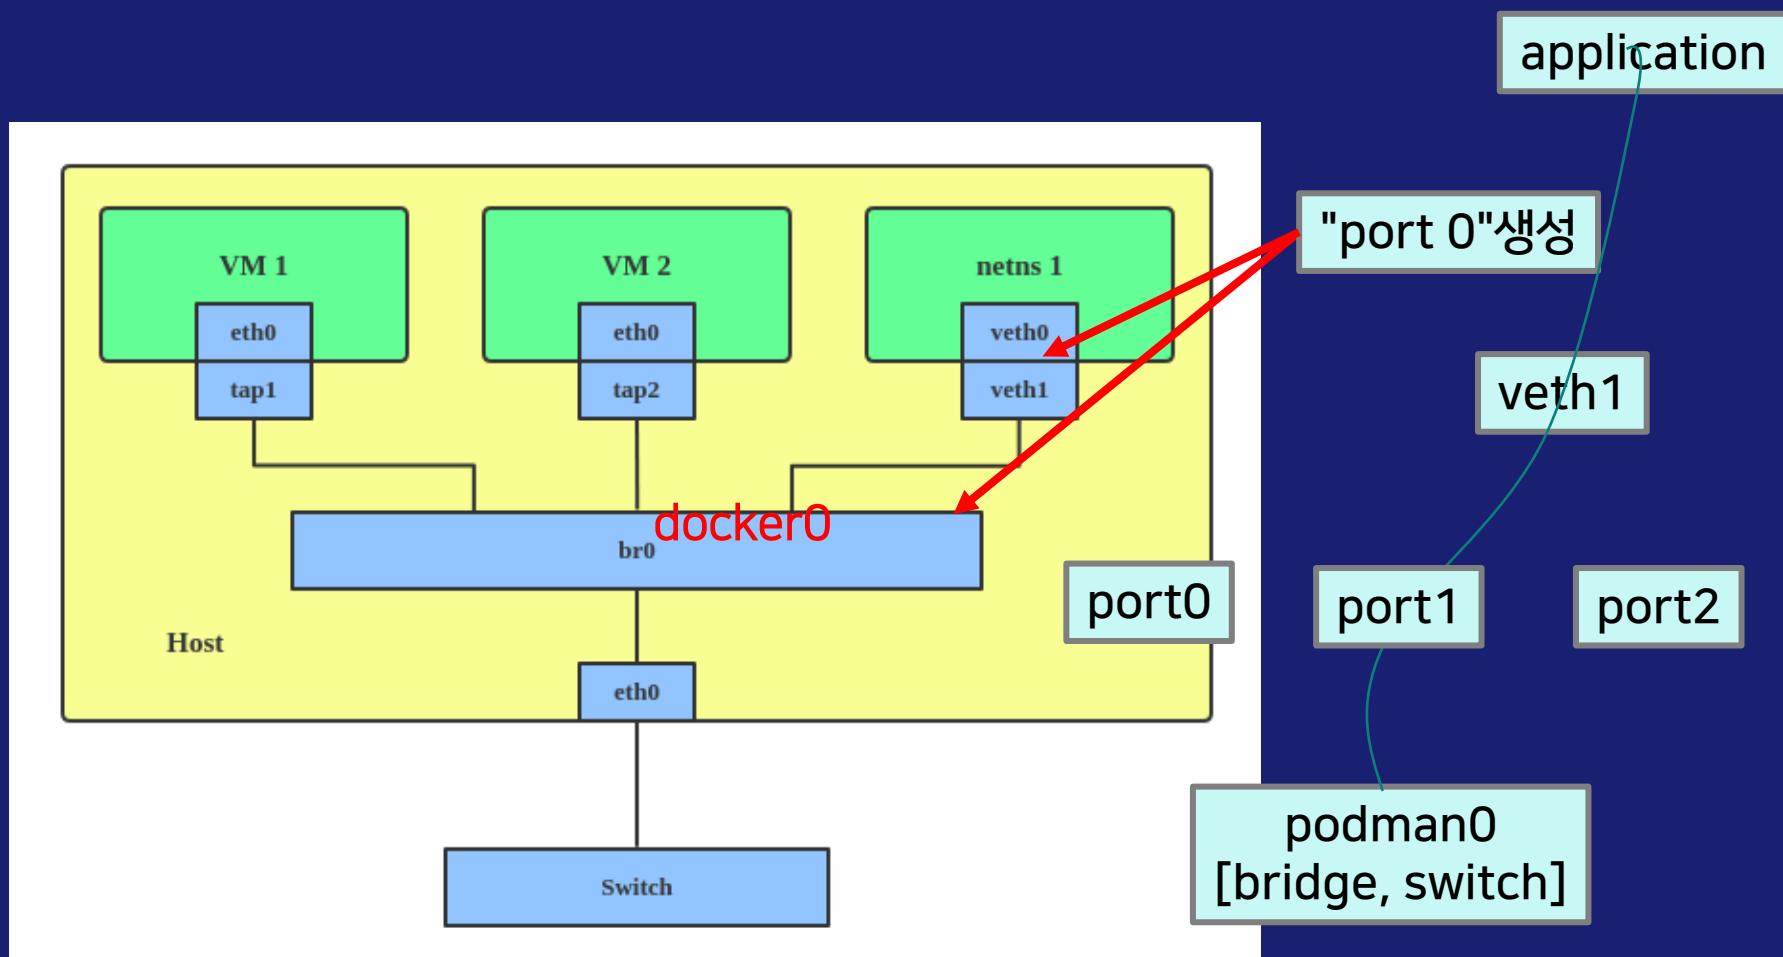 application
"port 0"생성
VM 1
VM 2
netns 1
eth0
eth0
veth0
tap1
tap2
veth1
veth1
docker0
br0
port0
port1
port2
Host
eth0
podman0
[bridge, switch]
Switch